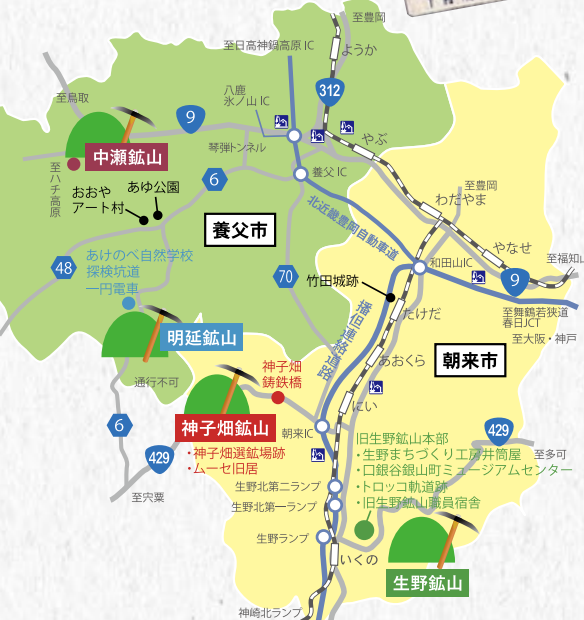 至豊岡
至日高神鍋高原 IC
ようか
八鹿
氷ノ山 IC
312
至鳥取
9
やぶ
中瀬鉱山
琴弾トンネル
養父 IC
至ハチ高原
6
おおや
アート村
あゆ公園
至豊岡
わだやま
養父市
北近畿豊岡自動車道
やなせ
48
あけのべ自然学校
探検坑道
一円電車
70
和田山IC
至福知山
竹田城跡
9
播但連絡道路
たけだ
至舞鶴若狭道
春日JCT
至大阪・神戸
明延鉱山
あおくら
朝来市
神子畑
鋳鉄橋
通行不可
にい
6
神子畑鉱山
朝来IC
429
・神子畑選鉱場跡
・ムーセ旧居
429
至多可
旧生野鉱山本部
・生野まちづくり工房井筒屋
・口銀谷銀山町ミュージアムセンター
・トロッコ軌道跡
・旧生野鉱山職員宿舎
至宍粟
生野北第二ランプ
生野北第一ランプ
生野ランプ
いくの
生野鉱山
神崎北ランプ